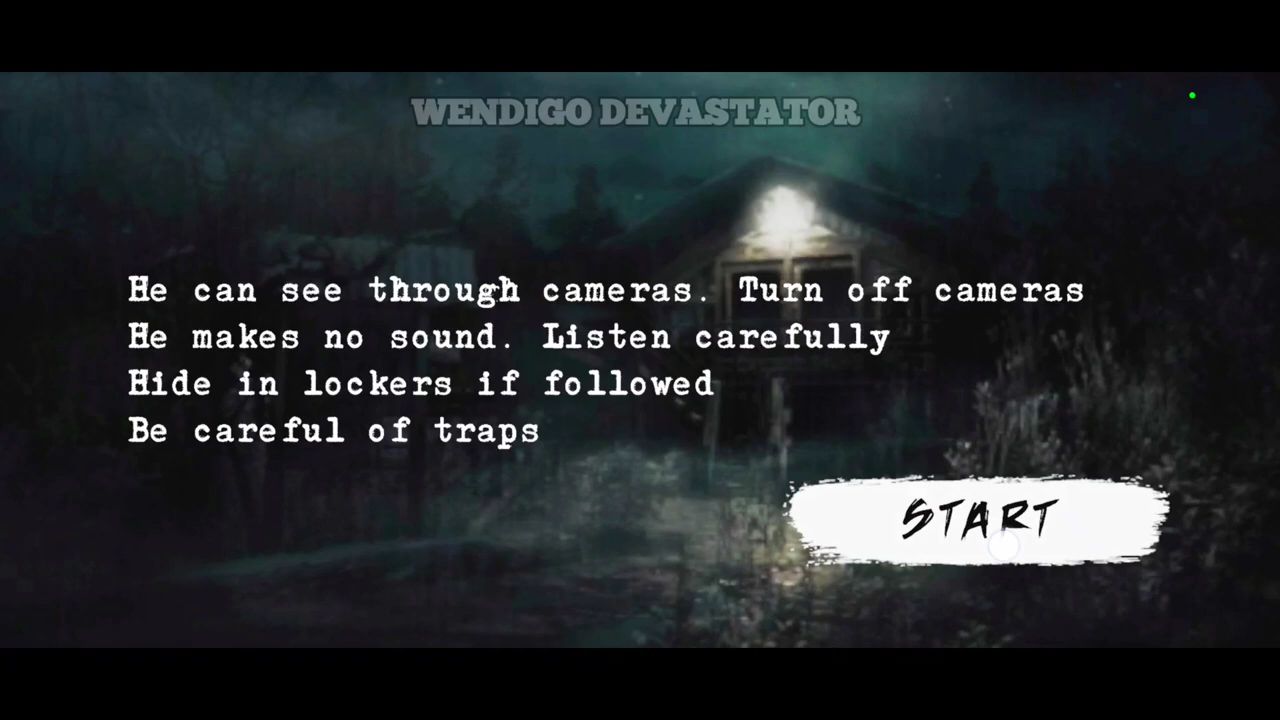 WENDIGO DEVASTATOR
He can see through cameras. Turn off cameras
He makes no sound. Listen carefully
Hide in lockers if followed
Be careful of traps
START